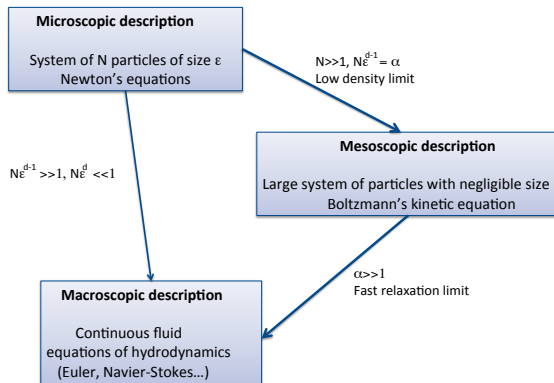 Microscopic description
System of N particles of size ε
Newton's equations
N>>1, Nε^{d-1} = α
Low density limit
Mesoscopic description
Large system of particles with negligible size
Boltzmann's kinetic equation
Nε^{d-1} >>1, Nε^{d} <<1
α>>1
Fast relaxation limit
Macroscopic description
Continuous fluid
equations of hydrodynamics
(Euler, Navier-Stokes...)